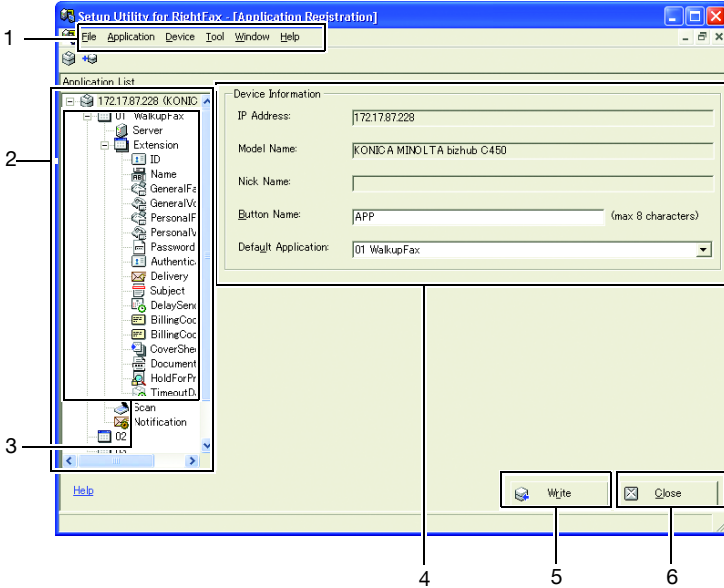 Setup Utility for RightFax - [Application Registration]
1
File Application Device Tool Window Help
Application List
172.17.87.228 (KONIC
01 WalkupFax
Server
Extension
ID
Name
GeneralFa
GeneralVo
PersonalF
PersonalV
Password
Authentic
Delivery
Subject
DelaySend
BillingCod
BillingCod
CoverShe
Document
HoldForPr
TimeoutD
Scan
Notification
02
03
2
3
Device Information
IP Address: 172.17.87.228
Model Name: KONICA MINOLTA bizhub C450
Nick Name:
Button Name: APP (max 8 characters)
Default Application: 01 WalkupFax
Help
Write
Close
4
5
6